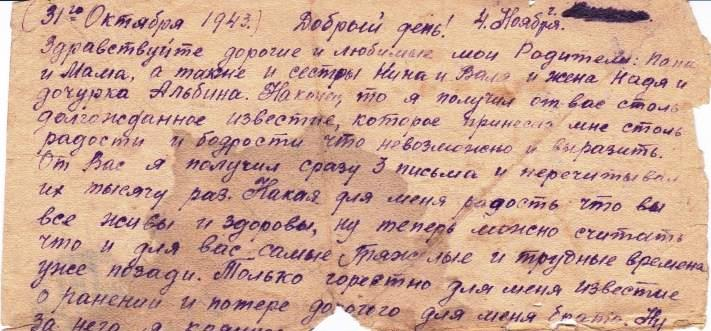 (31го Октября 1943.) Добрый день! 4. Ноября г.
Здравствуйте дорогие и любимые мои Родители: Папа
и Мама, а также и сестры Нина и Валя и жена Надя и
дочурка Альбина. Наконец, то я получил от вас столь
долгожданное известие, которое принесло мне столь
радости и бодрости что невозможно и выразить.
От Вас я получил сразу 3 письма и перечитывал
их тысячу раз. Какая для меня радость что вы
все живы и здоровы, ну теперь можно считать
что и для вас самые тяжолые и трудные времена
уже позади. Только горестно для меня известие
о ранении и потере дорогого для меня брата. Ну
за него я